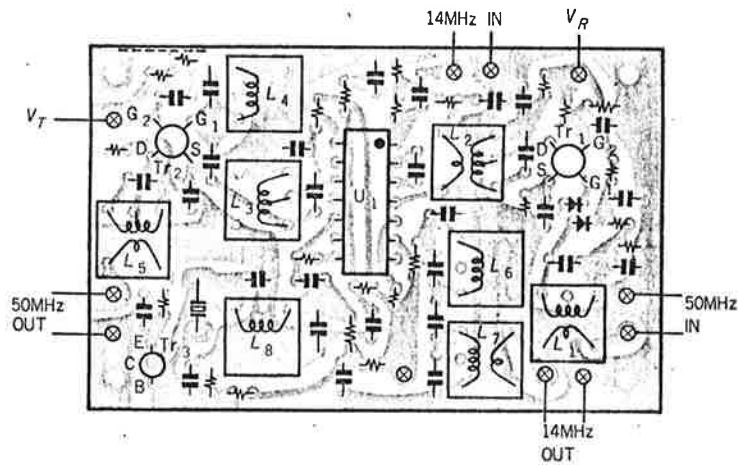 14MHz IN
V_R
V_T
G₂ G₁
D S
Tr₂
L₄
L₃
U₁
L₂
Tr₁
D G₂
S G₁
L₅
L₆
50MHz
OUT
50MHz
IN
L₈
L₇
L₁
E Tr₃
C
B
14MHz
OUT